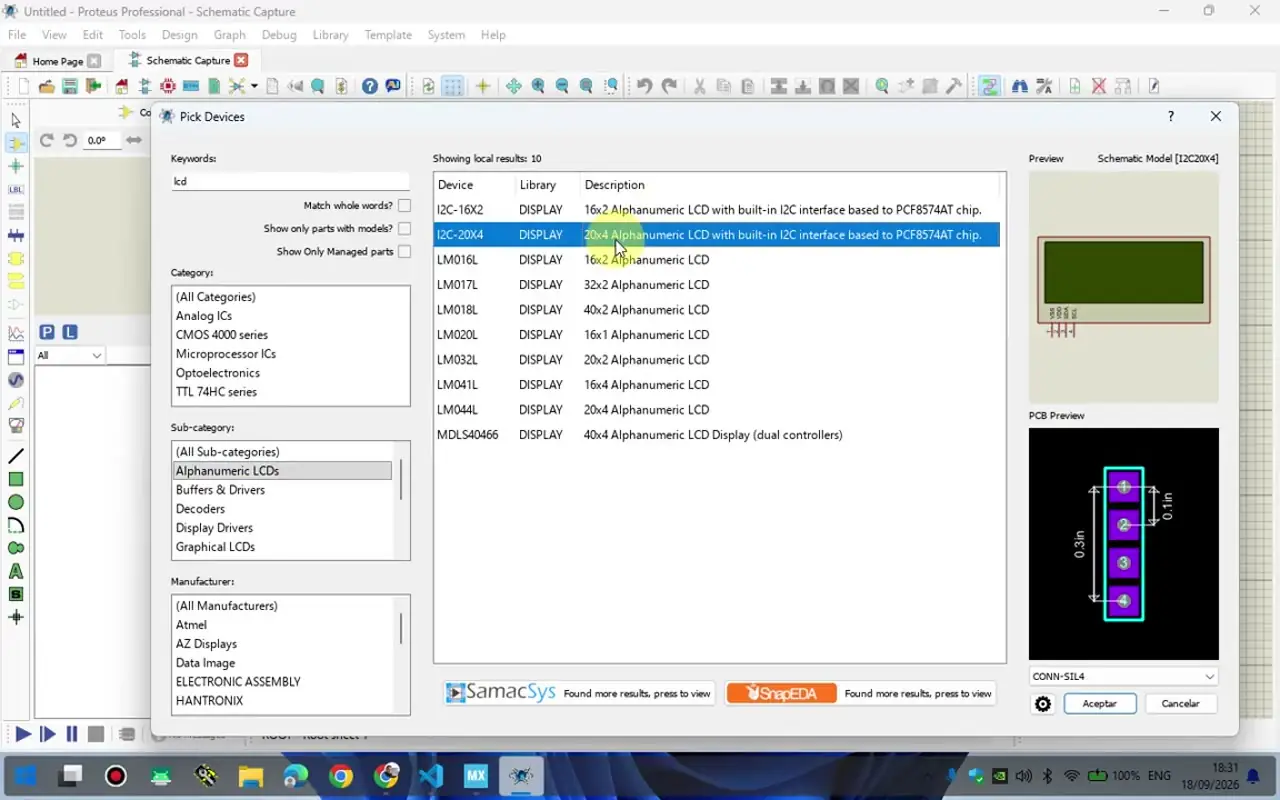 Untitled - Proteus Professional - Schematic Capture
File View Edit Tools Design Graph Debug Library Template System Help
Home Page
Schematic Capture
Pick Devices
0.0°
LBL
P L
All
Keywords:
lcd
Match whole words?
Show only parts with models?
Show Only Managed parts
Category:
(All Categories)
Analog ICs
CMOS 4000 series
Microprocessor ICs
Optoelectronics
TTL 74HC series
Sub-category:
(All Sub-categories)
Alphanumeric LCDs
Buffers & Drivers
Decoders
Display Drivers
Graphical LCDs
Manufacturer:
(All Manufacturers)
Atmel
AZ Displays
Data Image
ELECTRONIC ASSEMBLY
HANTRONIX
Showing local results: 10
Device Library Description
I2C-16X2 DISPLAY 16x2 Alphanumeric LCD with built-in I2C interface based to PCF8574AT chip.
I2C-20X4 DISPLAY 20x4 Alphanumeric LCD with built-in I2C interface based to PCF8574AT chip.
LM016L DISPLAY 16x2 Alphanumeric LCD
LM017L DISPLAY 32x2 Alphanumeric LCD
LM018L DISPLAY 40x2 Alphanumeric LCD
LM020L DISPLAY 16x1 Alphanumeric LCD
LM032L DISPLAY 20x2 Alphanumeric LCD
LM041L DISPLAY 16x4 Alphanumeric LCD
LM044L DISPLAY 20x4 Alphanumeric LCD
MDLS40466 DISPLAY 40x4 Alphanumeric LCD Display (dual controllers)
SamacSys Found more results, press to view
SnapEDA Found more results, press to view
Preview Schematic Model [I2C20X4]
VSS
VDD
SDA
SCL
PCB Preview
1
2
3
4
0.1in
0.3in
CONN-SIL4
Aceptar Cancelar
MX
100% ENG
18:31
18/09/2026